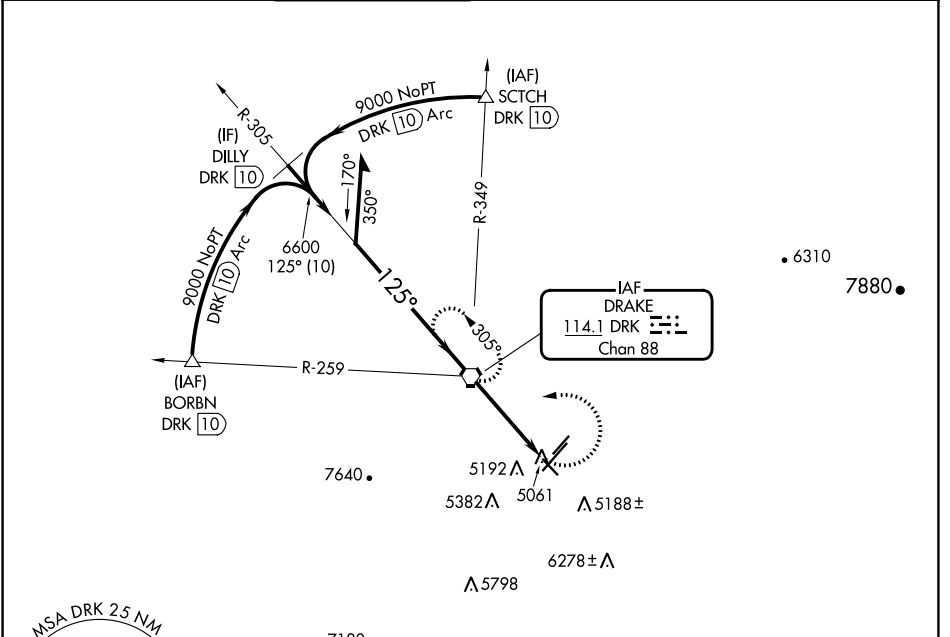 (IAF)
SCTCH
DRK 10
9000 NoPT
DRK 10 Arc
R-305
(IF)
DILLY
DRK 10
170°
350°
R-349
6600
125° (10)
9000 NoPT
DRK 10 Arc
125°
6310
7880
IAF
DRAKE
114.1 DRK
Chan 88
305°
R-259
(IAF)
BORBN
DRK 10
7640
5192
5061
5382
5188±
6278±
5798
MSA DRK 25 NM